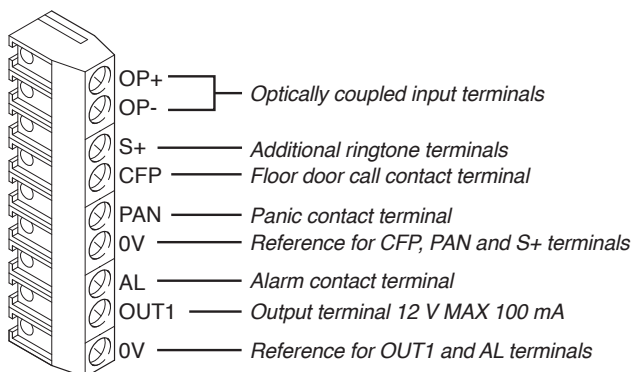 OP+
OP- Optically coupled input terminals
S+ Additional ringtone terminals
CFP Floor door call contact terminal
PAN Panic contact terminal
0V Reference for CFP, PAN and S+ terminals
AL Alarm contact terminal
OUT1 Output terminal 12 V MAX 100 mA
0V Reference for OUT1 and AL terminals